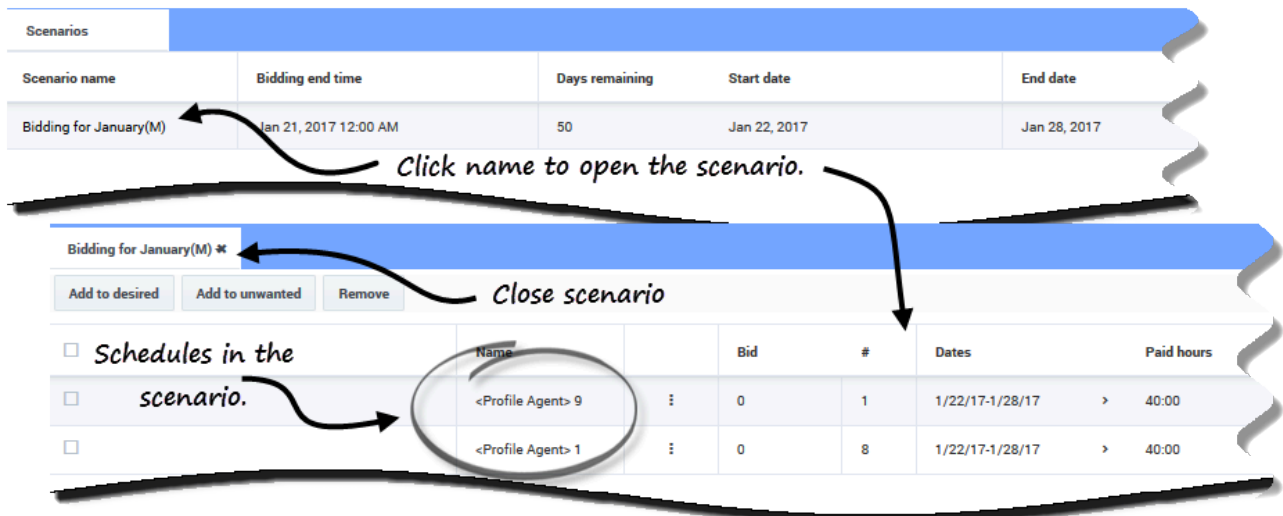 Scenarios
Scenario name Bidding end time Days remaining Start date End date
Bidding for January(M) Jan 21, 2017 12:00 AM 50 Jan 22, 2017 Jan 28, 2017
Click name to open the scenario.
Bidding for January(M) ✖
Add to desired Add to unwanted Remove
Close scenario
Name Bid # Dates Paid hours
Schedules in the
scenario.
<Profile Agent> 9 0 1 1/22/17-1/28/17 > 40:00
<Profile Agent> 1 0 8 1/22/17-1/28/17 > 40:00